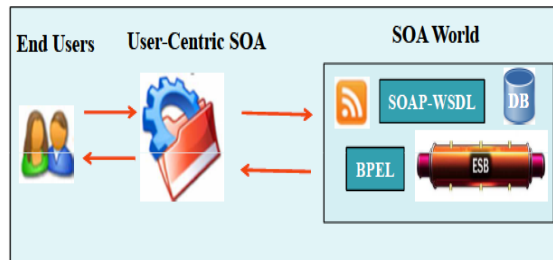 End Users
User-Centric SOA
SOA World
SOAP-WSDL
DB
BPEL
ESB